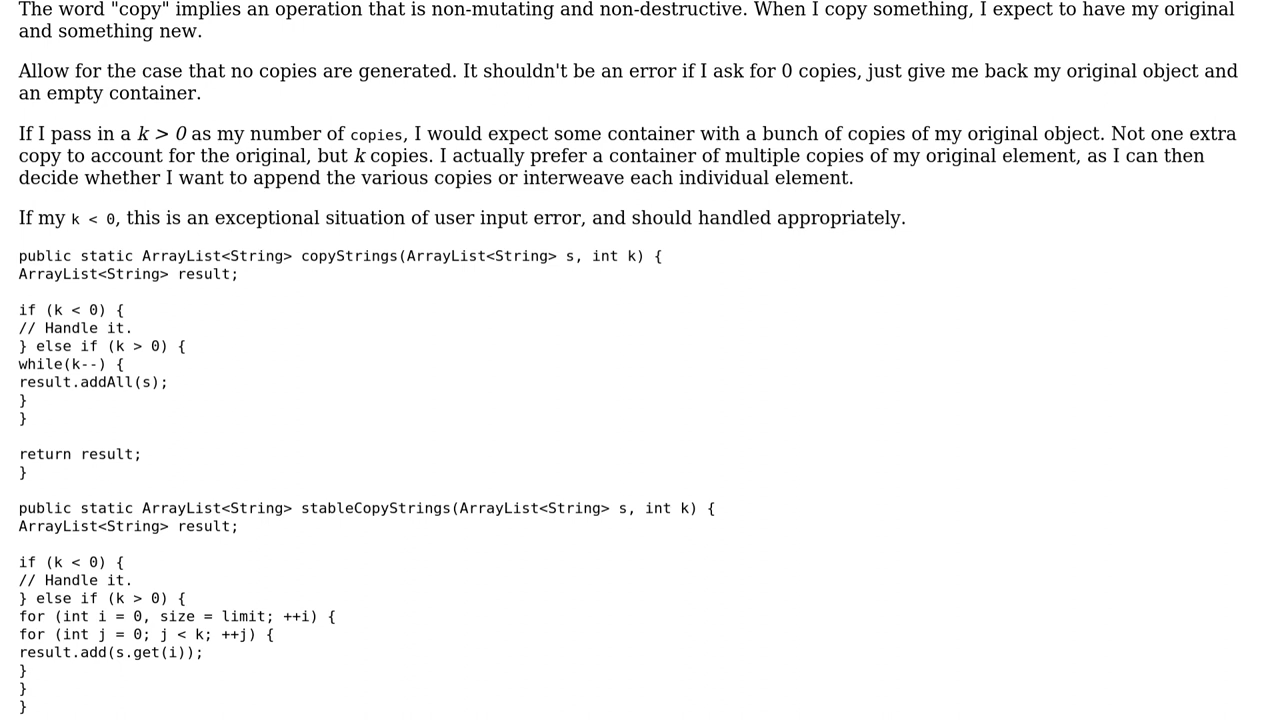 The word "copy" implies an operation that is non-mutating and non-destructive. When I copy something, I expect to have my original
and something new.
Allow for the case that no copies are generated. It shouldn't be an error if I ask for 0 copies, just give me back my original object and
an empty container.
If I pass in a k > 0 as my number of copies, I would expect some container with a bunch of copies of my original object. Not one extra
copy to account for the original, but k copies. I actually prefer a container of multiple copies of my original element, as I can then
decide whether I want to append the various copies or interweave each individual element.
If my k < 0, this is an exceptional situation of user input error, and should handled appropriately.
public static ArrayList<String> copyStrings(ArrayList<String> s, int k) {
ArrayList<String> result;
if (k < 0) {
// Handle it.
} else if (k > 0) {
while(k--) {
result.addAll(s);
}
}
return result;
}
public static ArrayList<String> stableCopyStrings(ArrayList<String> s, int k) {
ArrayList<String> result;
if (k < 0) {
// Handle it.
} else if (k > 0) {
for (int i = 0, size = limit; ++i) {
for (int j = 0; j < k; ++j) {
result.add(s.get(i));
}
}
}